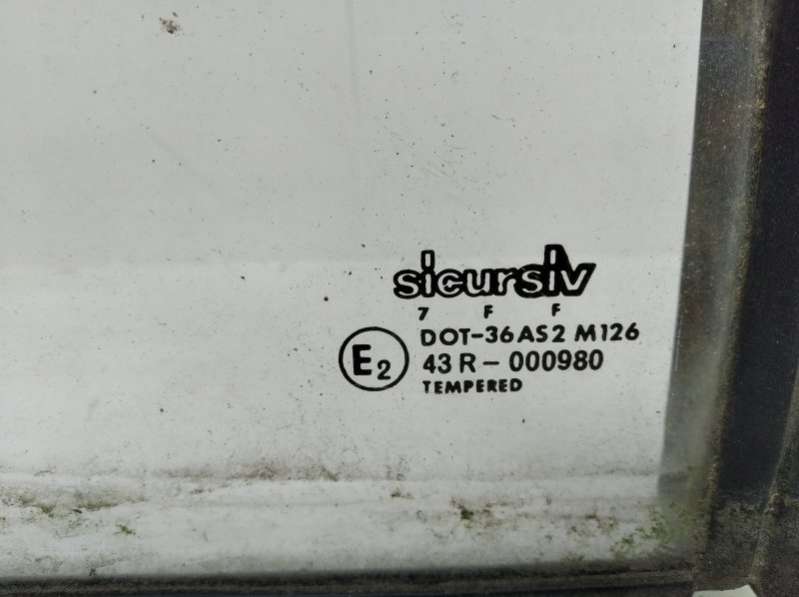 sicursiv
7 F F
DOT-36 AS2 M126
E2 43 R - 000980
TEMPERED